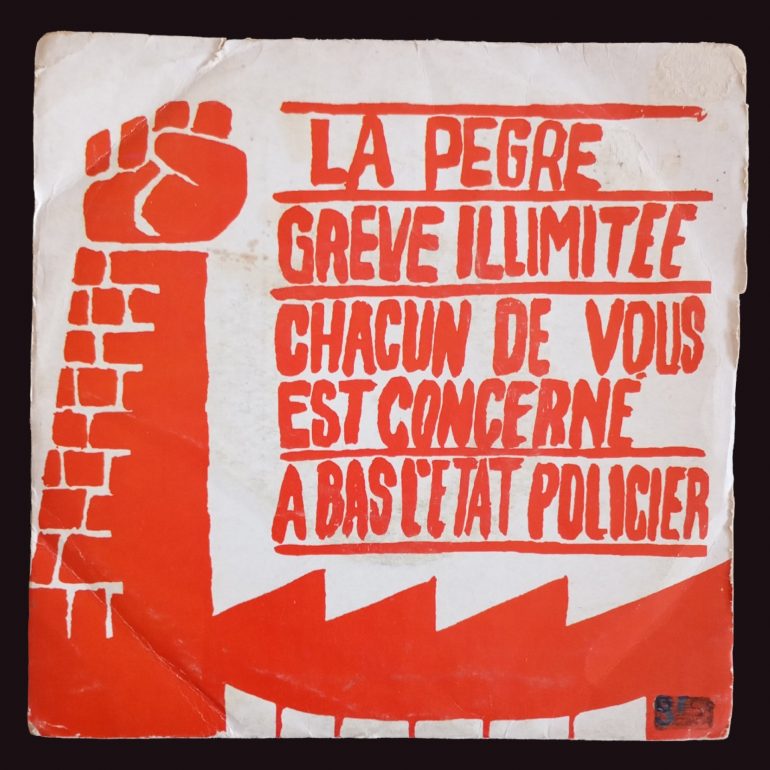 LA PEGRE
GREVE ILLIMITEE
CHACUN DE VOUS
EST CONCERNÉ
A BAS L'ETAT POLICIER